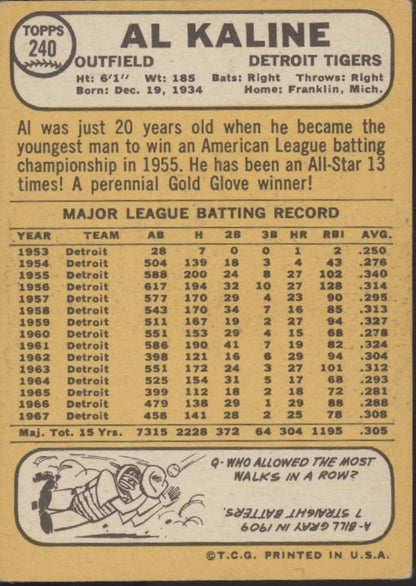 TOPPS
240
AL KALINE
OUTFIELD DETROIT TIGERS
Ht: 6'1" Wt: 185 Bats: Right Throws: Right
Born: Dec. 19, 1934 Home: Franklin, Mich.
Al was just 20 years old when he became the
youngest man to win an American League batting
championship in 1955. He has been an All-Star 13
times! A perennial Gold Glove winner!
MAJOR LEAGUE BATTING RECORD
YEAR TEAM AB H 2B 3B HR RBI AVG.
1953 Detroit 28 7 0 0 1 2 .250
1954 Detroit 504 139 18 3 4 43 .276
1955 Detroit 588 200 24 8 27 102 .340
1956 Detroit 617 194 32 10 27 128 .314
1957 Detroit 577 170 29 4 23 90 .295
1958 Detroit 543 170 34 7 16 85 .313
1959 Detroit 511 167 19 2 27 94 .327
1960 Detroit 551 153 29 4 15 68 .278
1961 Detroit 586 190 41 7 19 82 .324
1962 Detroit 398 121 16 6 29 94 .304
1963 Detroit 551 172 24 3 27 101 .312
1964 Detroit 525 154 31 5 17 68 .293
1965 Detroit 399 112 18 2 18 72 .281
1966 Detroit 479 138 29 1 29 88 .288
1967 Detroit 458 141 28 2 25 78 .308
Maj. Tot. 15 Yrs. 7315 2228 372 64 304 1195 .305
Q-WHO ALLOWED THE MOST
WALKS IN A ROW?
A-BILL GRAY IN 1909
7 STRAIGHT BATTERS.
©T.C.G. PRINTED IN U.S.A.